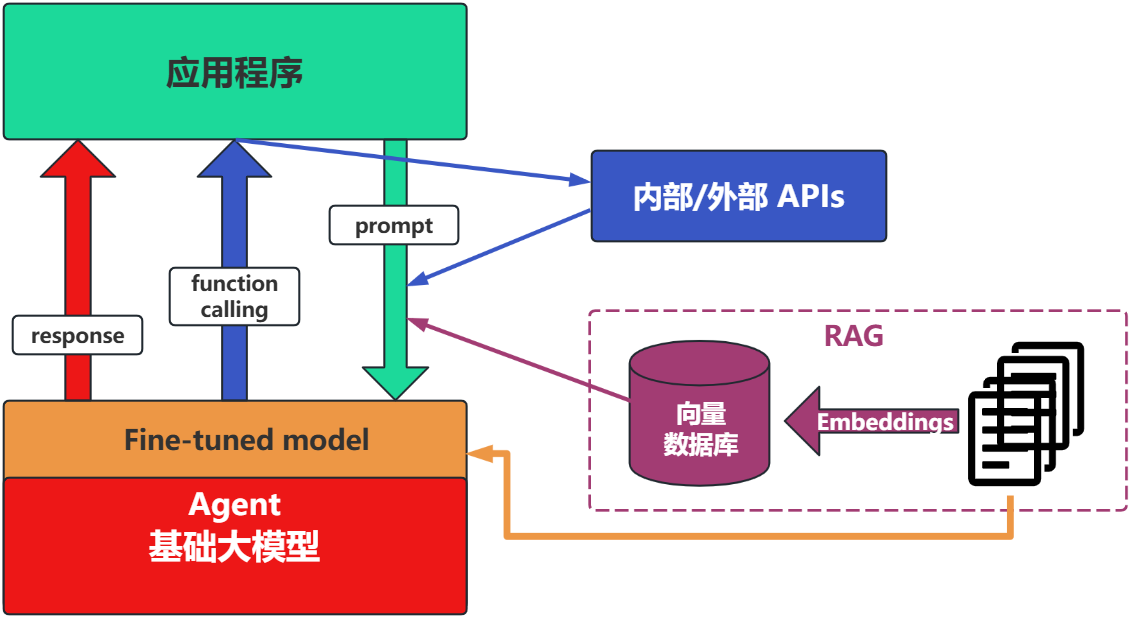 应用程序
内部/外部 APIs
prompt
function
calling
response
RAG
向量
数据库
Embeddings
Fine-tuned model
Agent
基础大模型